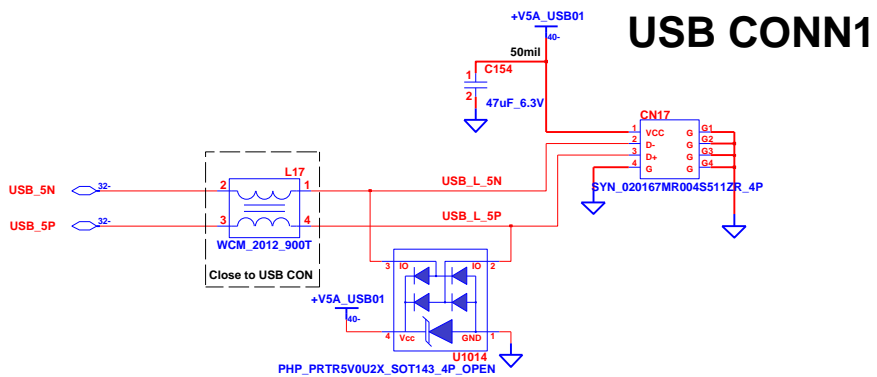 USB CONN1
+V5A_USB01
40-
50mil
1
C154
2
47uF_6.3V
CN17
1 VCC G G1
2 D- G G2
3 D+ G G3
4 G G G4
SYN_020167MR004S511ZR_4P
L17
USB_5N 32- 2 1 USB_L_5N
USB_5P 32- 3 4 USB_L_5P
WCM_2012_900T
Close to USB CON
3 IO IO 2
+V5A_USB01
40-
4 Vcc GND 1
U1014
PHP_PRTR5V0U2X_SOT143_4P_OPEN